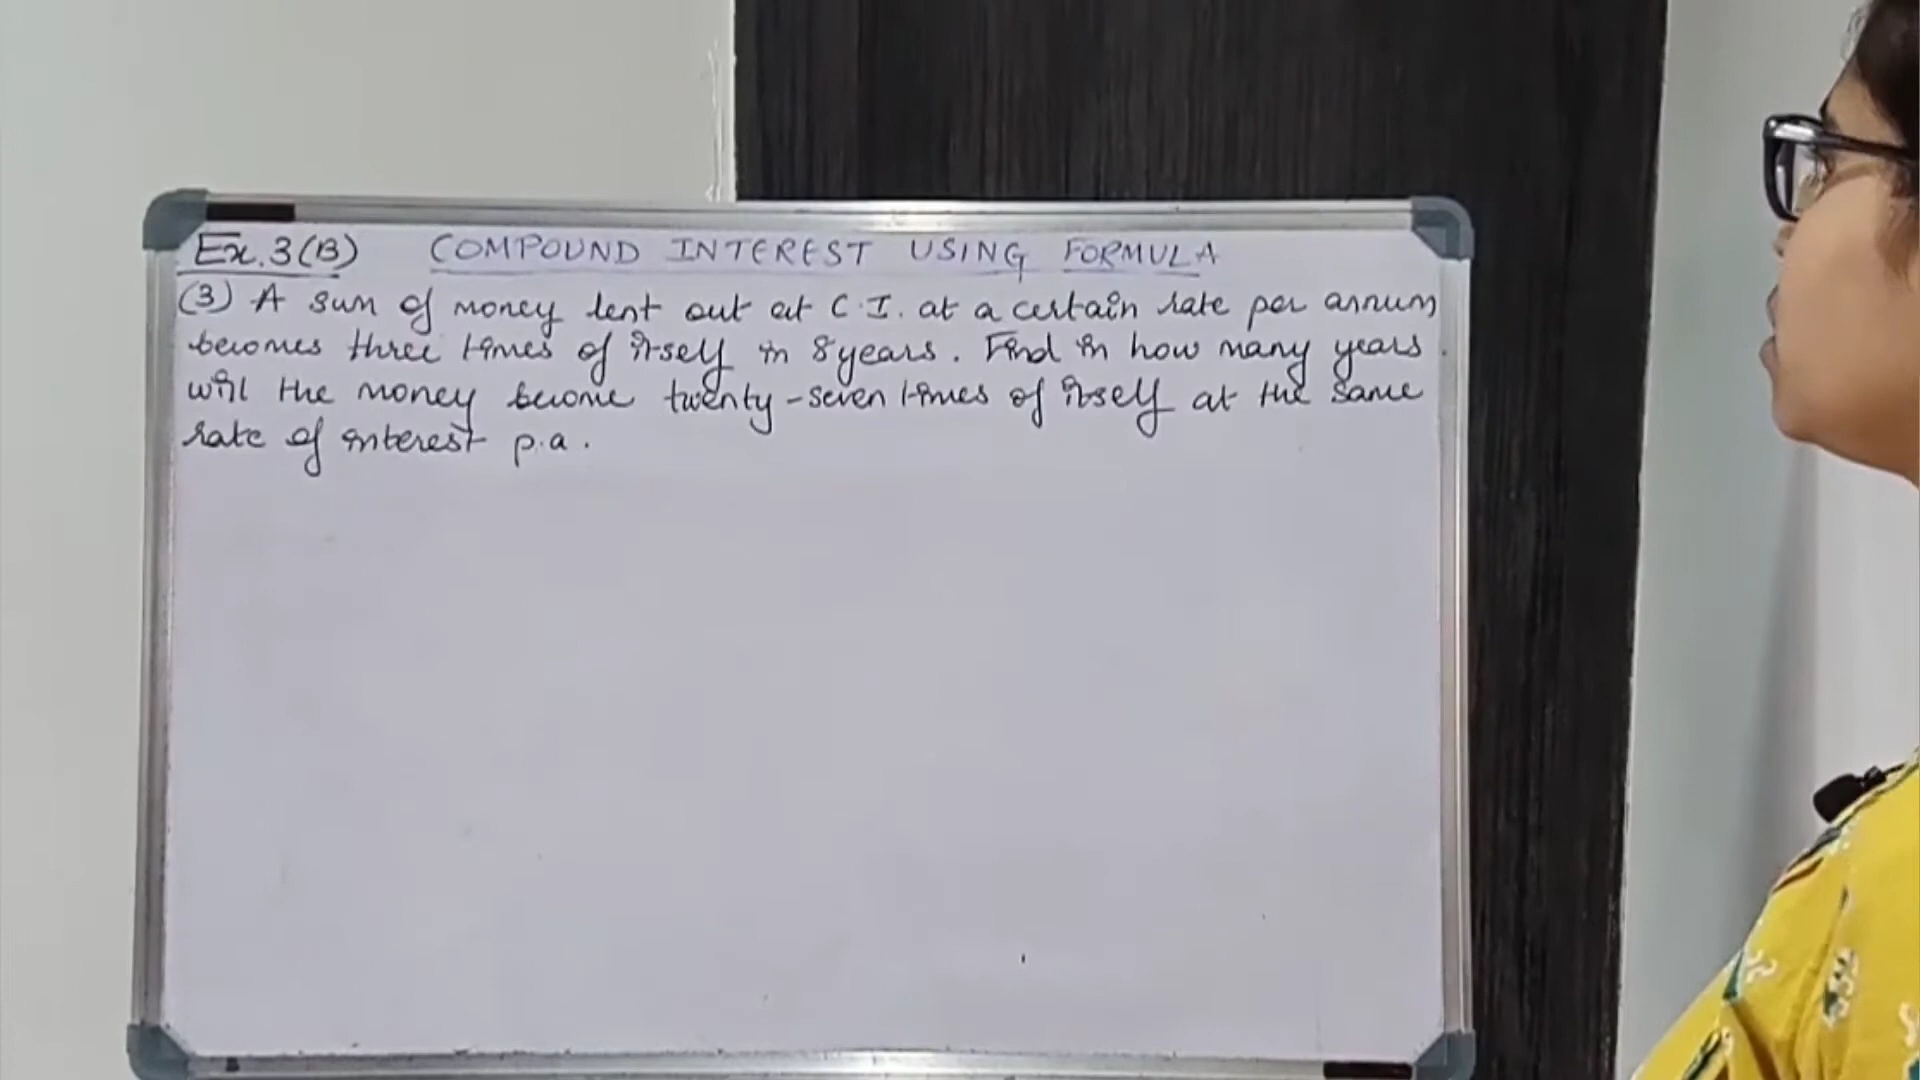 Ex. 3(B) COMPOUND INTEREST USING FORMULA
(3) A sum of money lent out at C.I. at a certain rate per annum
becomes three times of itself in 8 years. Find in how many years
will the money become twenty-seven times of itself at the same
rate of interest p.a.